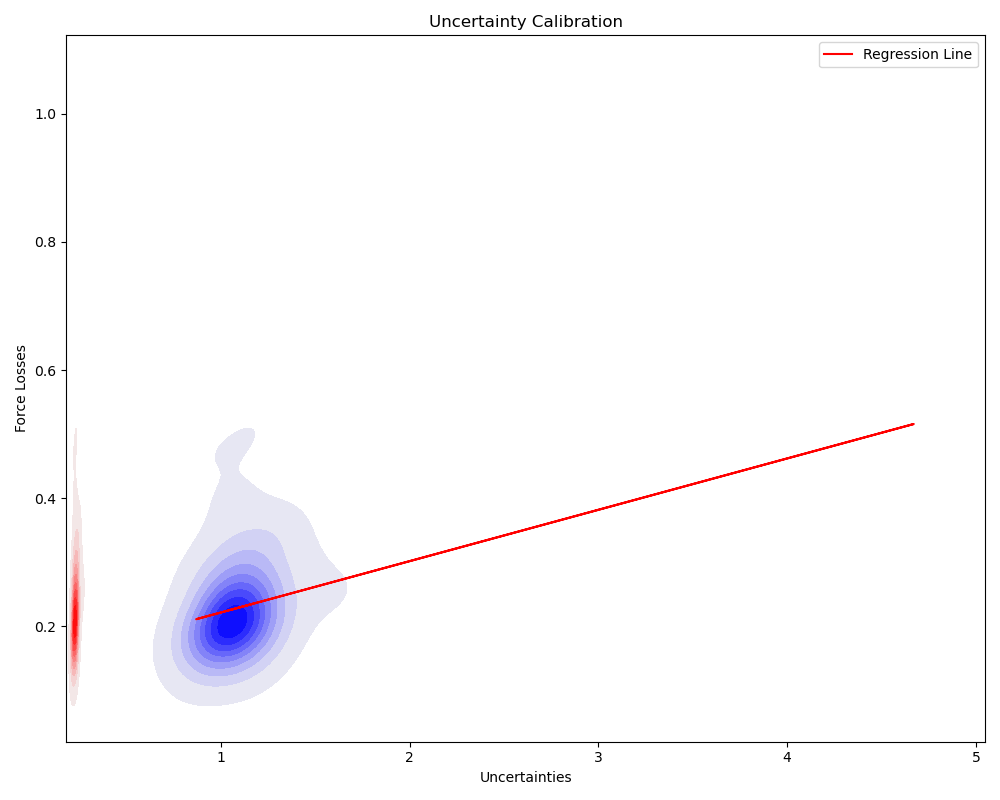 Uncertainty Calibration
Regression Line
1.0
0.8
0.6
0.4
0.2
Force Losses
1
2
3
4
5
Uncertainties